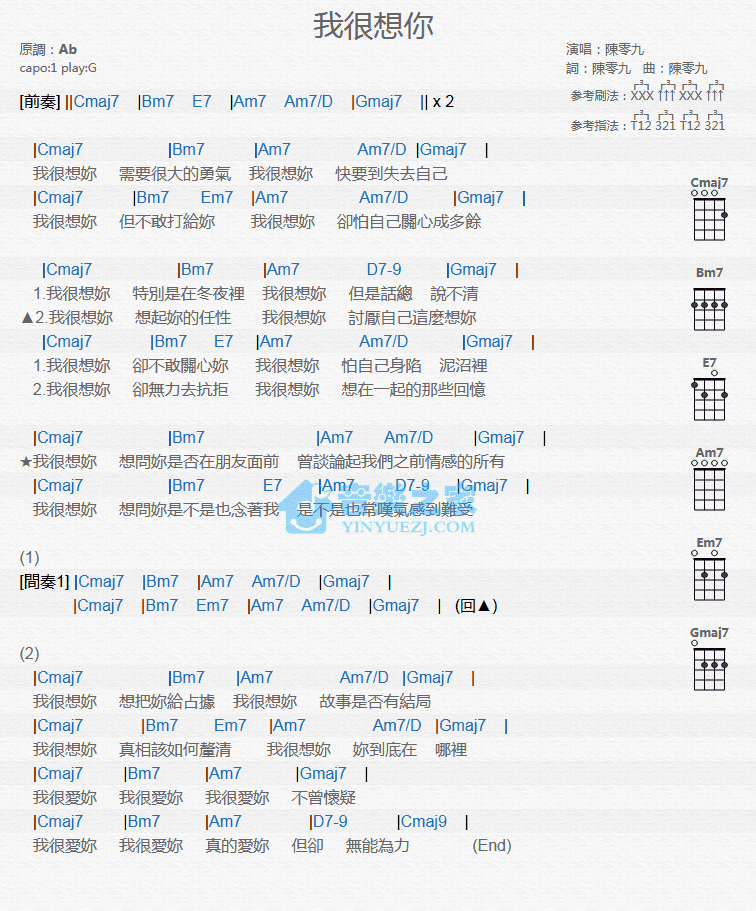 我很想你
原調：Ab
capo:1 play:G
演唱：陳零九
詞：陳零九 曲：陳零九
參考刷法：XXX ↑↑↑ XXX ↑↑↑
3 3 3 3
參考指法：T12 321 T12 321
3 3 3 3
[前奏] ||Cmaj7 |Bm7 E7 |Am7 Am7/D |Gmaj7 || x 2
|Cmaj7 |Bm7 |Am7 Am7/D |Gmaj7 |
我很想妳 需要很大的勇氣 我很想妳 快要到失去自己
|Cmaj7 |Bm7 Em7 |Am7 Am7/D |Gmaj7 |
我很想妳 但不敢打給妳 我很想妳 卻怕自己關心成多餘
|Cmaj7 |Bm7 |Am7 D7-9 |Gmaj7 |
1.我很想妳 特別是在冬夜裡 我很想妳 但是話總 說不清
▲2.我很想妳 想起妳的任性 我很想妳 討厭自己這麼想妳
|Cmaj7 |Bm7 E7 |Am7 Am7/D |Gmaj7 |
1.我很想妳 卻不敢關心妳 我很想妳 怕自己身陷 泥沼裡
2.我很想妳 卻無力去抗拒 我很想妳 想在一起的那些回憶
|Cmaj7 |Bm7 |Am7 Am7/D |Gmaj7 |
★我很想妳 想問妳是否在朋友面前 曾談論起我們之前情感的所有
|Cmaj7 |Bm7 E7 |Am7 D7-9 |Gmaj7 |
我很想妳 想問妳是不是也念著我 是不是也常嘆氣感到難受
音樂之家
YINYUEZJ.COM
(1)
[間奏1] |Cmaj7 |Bm7 |Am7 Am7/D |Gmaj7 |
|Cmaj7 |Bm7 Em7 |Am7 Am7/D |Gmaj7 | (回▲)
(2)
|Cmaj7 |Bm7 |Am7 Am7/D |Gmaj7 |
我很想妳 想把妳給占據 我很想妳 故事是否有結局
|Cmaj7 |Bm7 Em7 |Am7 Am7/D |Gmaj7 |
我很想妳 真相該如何釐清 我很想妳 妳到底在 哪裡
|Cmaj7 |Bm7 |Am7 |Gmaj7 |
我很愛妳 我很愛妳 我很愛妳 不曾懷疑
|Cmaj7 |Bm7 |Am7 |D7-9 |Cmaj9 |
我很愛妳 我很愛妳 真的愛妳 但卻 無能為力 (End)
Cmaj7
Bm7
E7
Am7
Em7
Gmaj7